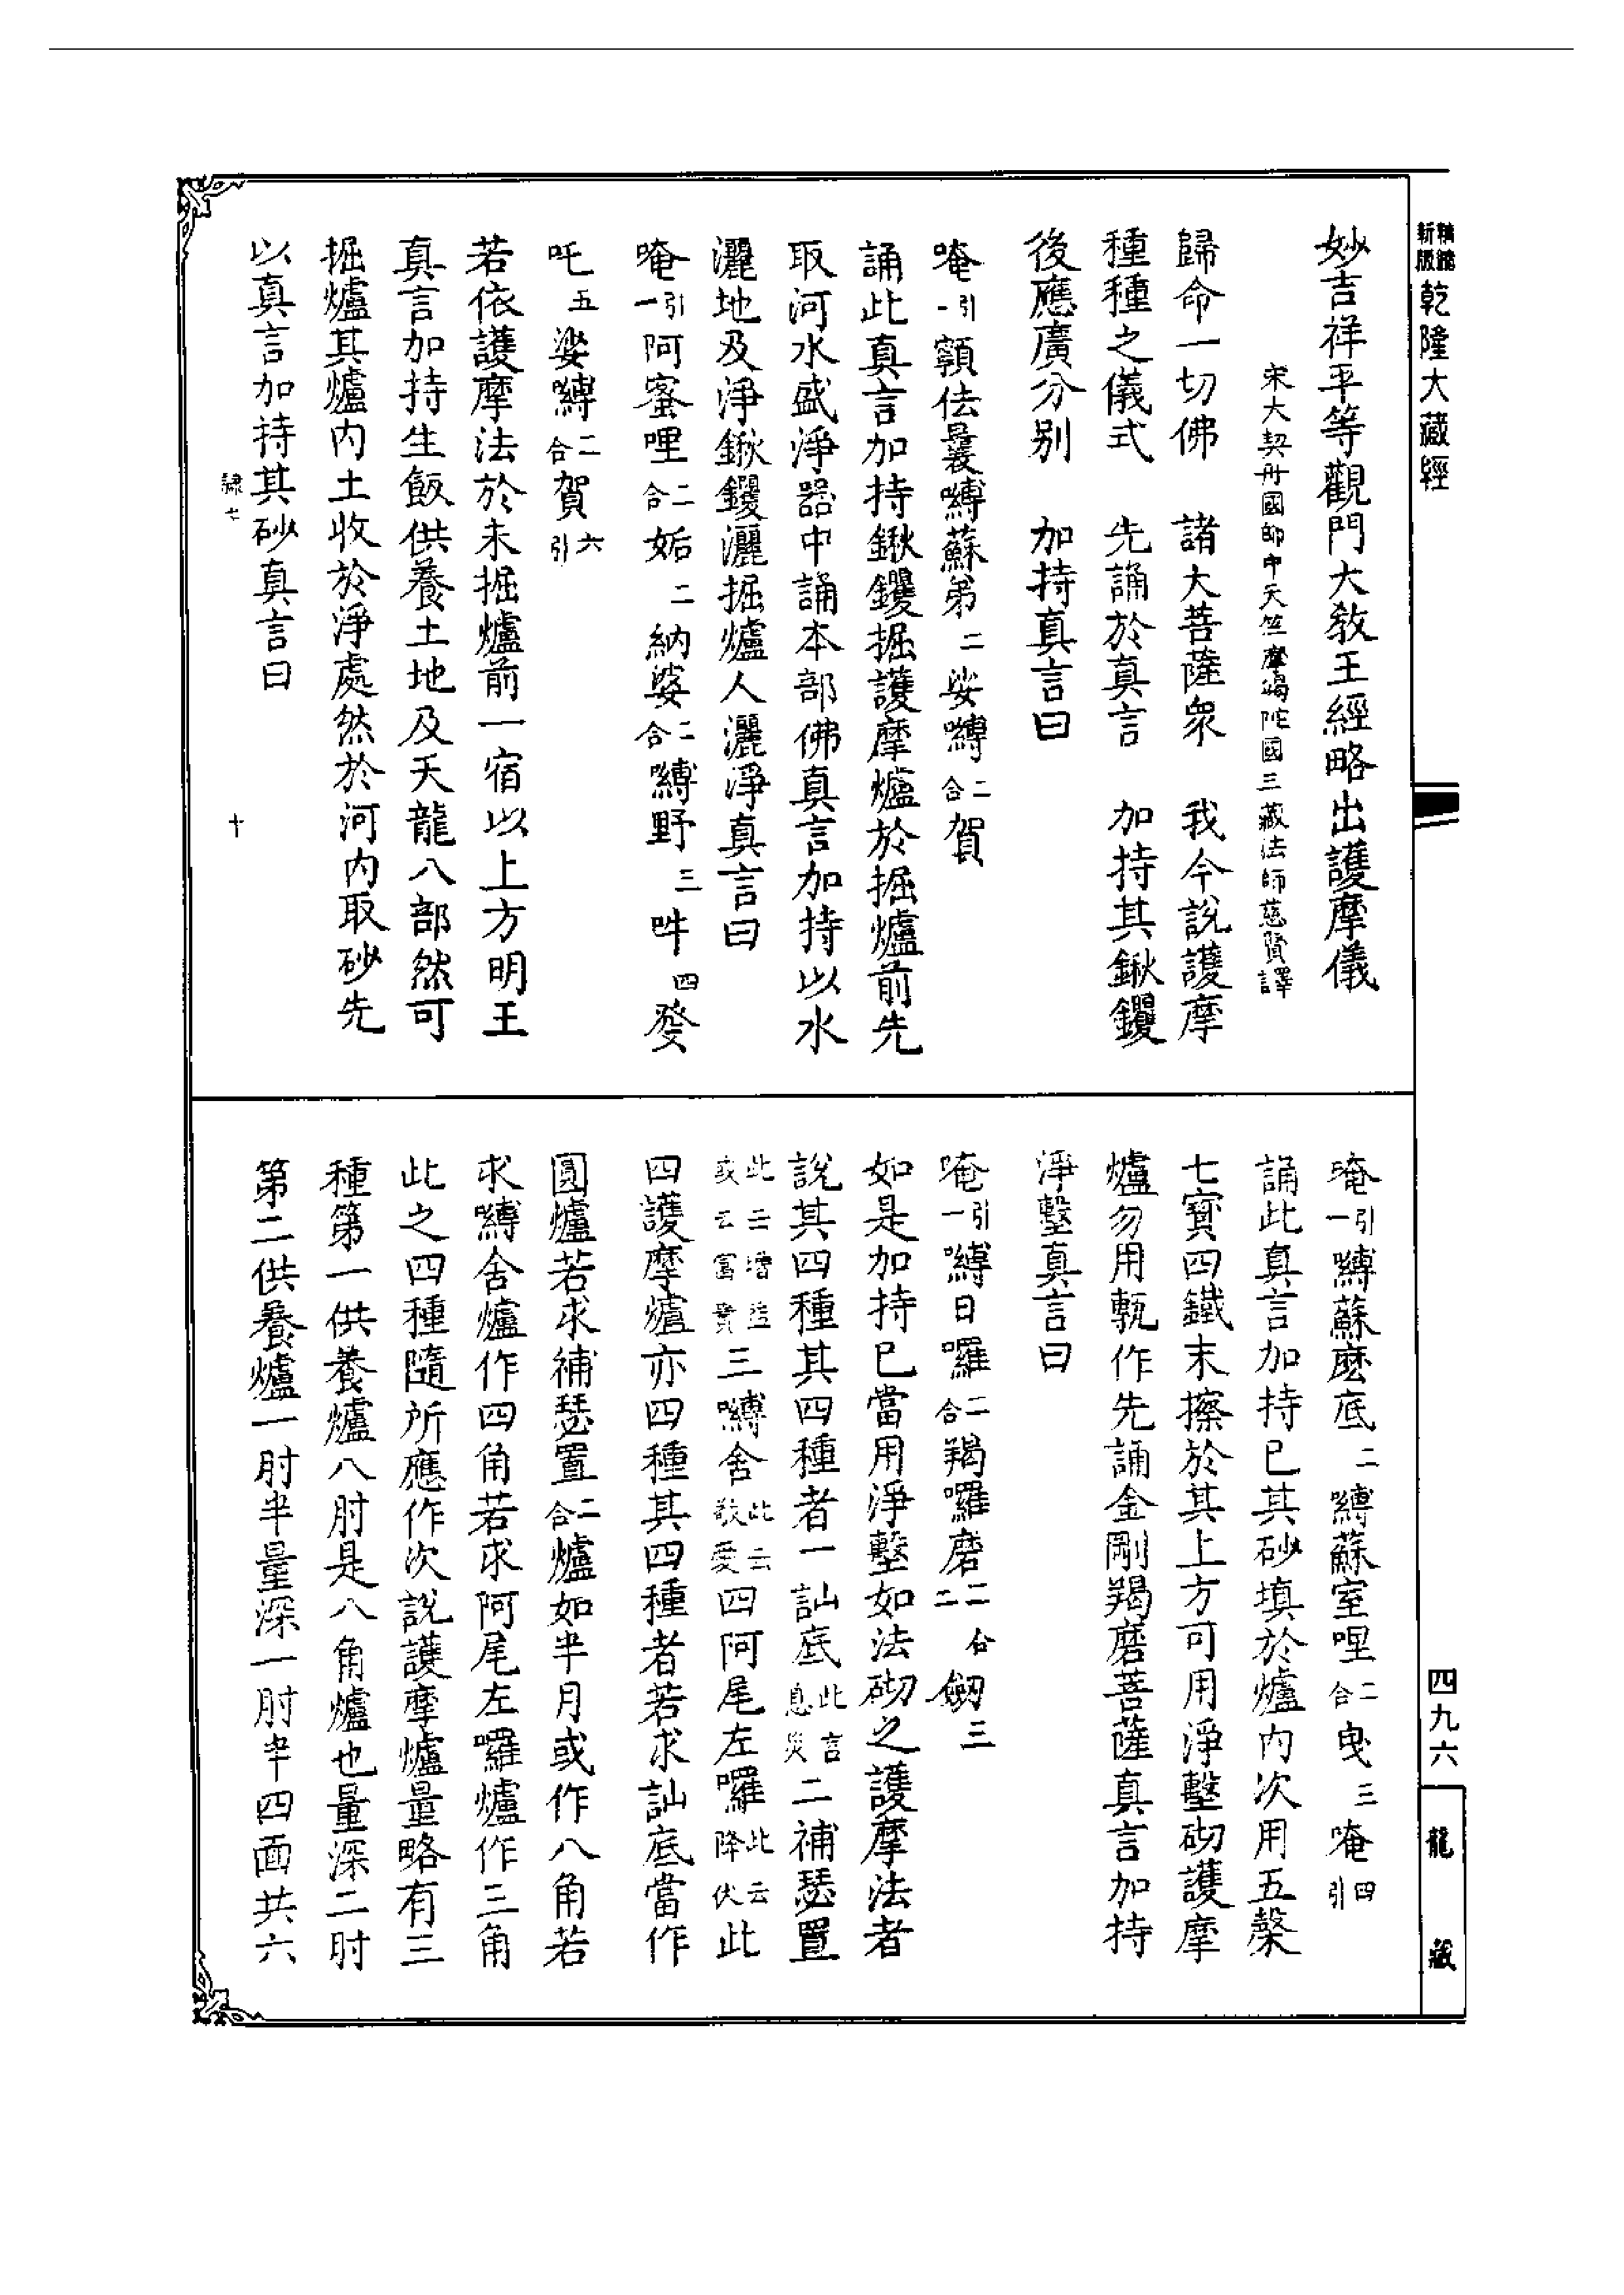 新版 精縮 乾隆大藏經
妙吉祥平等觀門大教王經略出護摩儀
宋大契丹國師中天竺摩竭陀國三藏法師慈賢譯
歸命一切佛 諸大菩薩眾 我今說護摩
種種之儀式 先誦於真言 加持其鍬钁
後應廣分別 加持真言曰
唵引一 佉曩嚩蘇弟二娑嚩二合賀
誦此真言加持鍬钁掘護摩爐於掘爐前先
取河水盛淨器中誦本部佛真言加持以水
灑地及淨鍬钁灑掘爐人灑淨真言曰
唵引一阿蜜哩二合妬二納婆二合嚩野三吽四發
吒五娑嚩二合賀六引
若依護摩法於未掘爐前一宿以上方明王
真言加持生飯供養土地及天龍八部然可
掘爐其爐內土收於淨處然於河內取砂先
以真言加持其砂真言曰
隸七 十
唵引一嚩蘇麼底二嚩蘇室哩二合曳三唵四引
誦此真言加持已其砂填於爐內次用五槩
七寶四鐵末擦於其上方可用淨墼砌護摩
爐勿用甎作先誦金剛羯磨菩薩真言加持
淨墼真言曰
唵引一嚩日囉二合羯囉磨二合二劒三
如是加持已當用淨墼如法砌之護摩法者
說其四種其四種者一訕底此言息災二補瑟置
此云增益或云富貴三嚩舍此云敬愛四阿尾左囉此云降伏此
四護摩爐亦四種其四種者若求訕底當作
圓爐若求補瑟置二合爐如半月或作八角若
求嚩舍爐作四角若求阿尾左囉爐作三角
此之四種隨所應作次說護摩爐量略有三
種第一供養爐八肘是八角爐也量深二肘
第二供養爐一肘半量深一肘半四面共六
四九六
龍藏